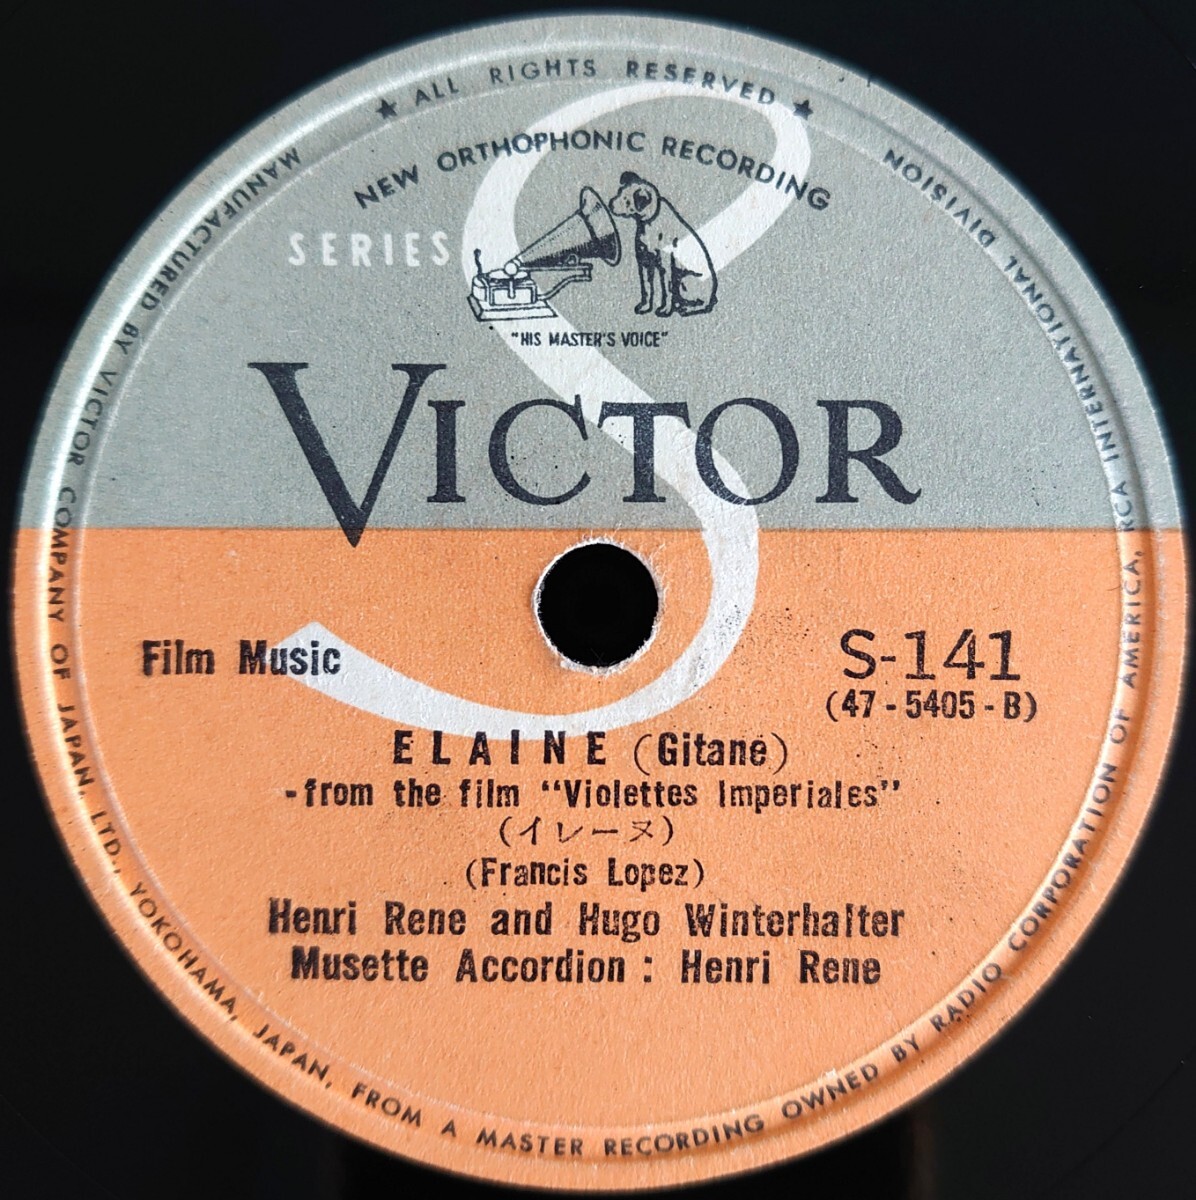 ★ ALL RIGHTS RESERVED ★
NEW ORTHOPHONIC RECORDING
SERIES S
"HIS MASTER'S VOICE"
VICTOR
Film Music
S-141
(47-5405-B)
ELAINE (Gitane)
-from the film "Violettes Imperiales"
(イレーヌ)
(Francis Lopez)
Henri Rene and Hugo Winterhalter
Musette Accordion : Henri Rene
MANUFACTURED BY VICTOR COMPANY OF JAPAN, LTD., YOKOHAMA, JAPAN, FROM A MASTER RECORDING OWNED BY RADIO CORPORATION OF AMERICA, RCA INTERNATIONAL DIVISION